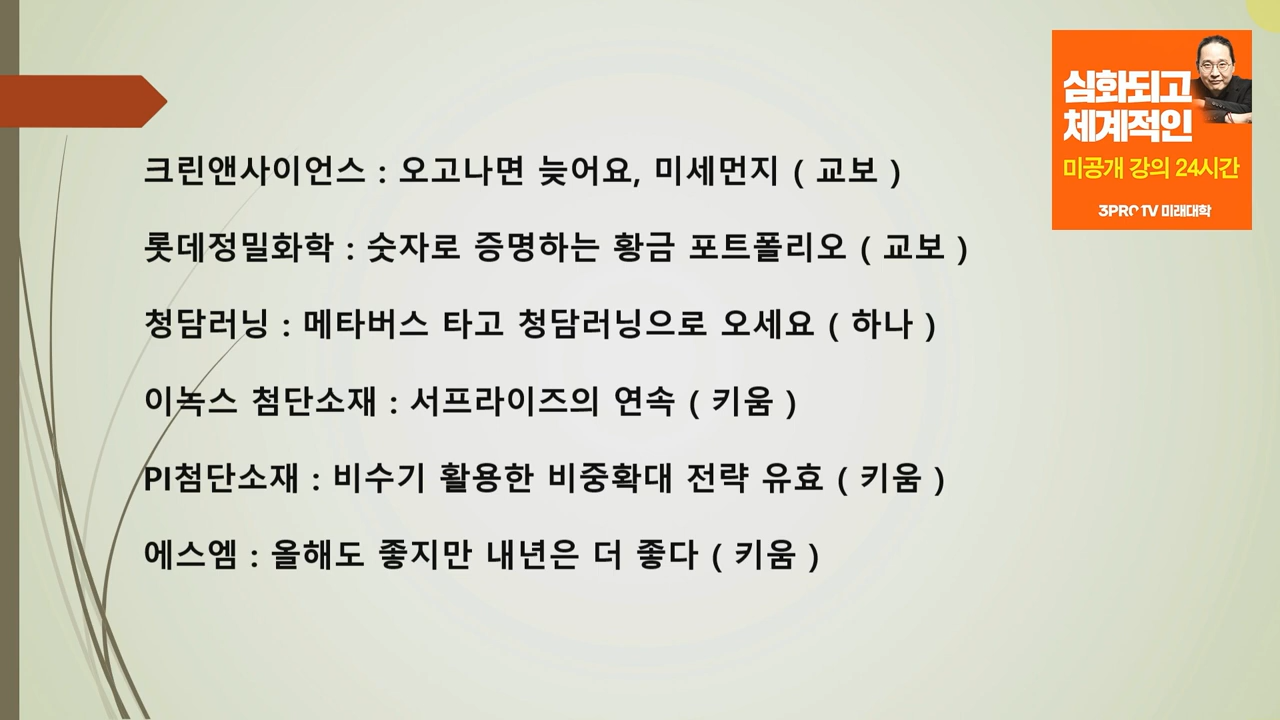 크린앤사이언스 : 오고나면 늦어요, 미세먼지 ( 교보 )
롯데정밀화학 : 숫자로 증명하는 황금 포트폴리오 ( 교보 )
청담러닝 : 메타버스 타고 청담러닝으로 오세요 ( 하나 )
이녹스 첨단소재 : 서프라이즈의 연속 ( 키움 )
PI첨단소재 : 비수기 활용한 비중확대 전략 유효 ( 키움 )
에스엠 : 올해도 좋지만 내년은 더 좋다 ( 키움 )
심화되고
체계적인
미공개 강의 24시간
3PRO TV 미래대학